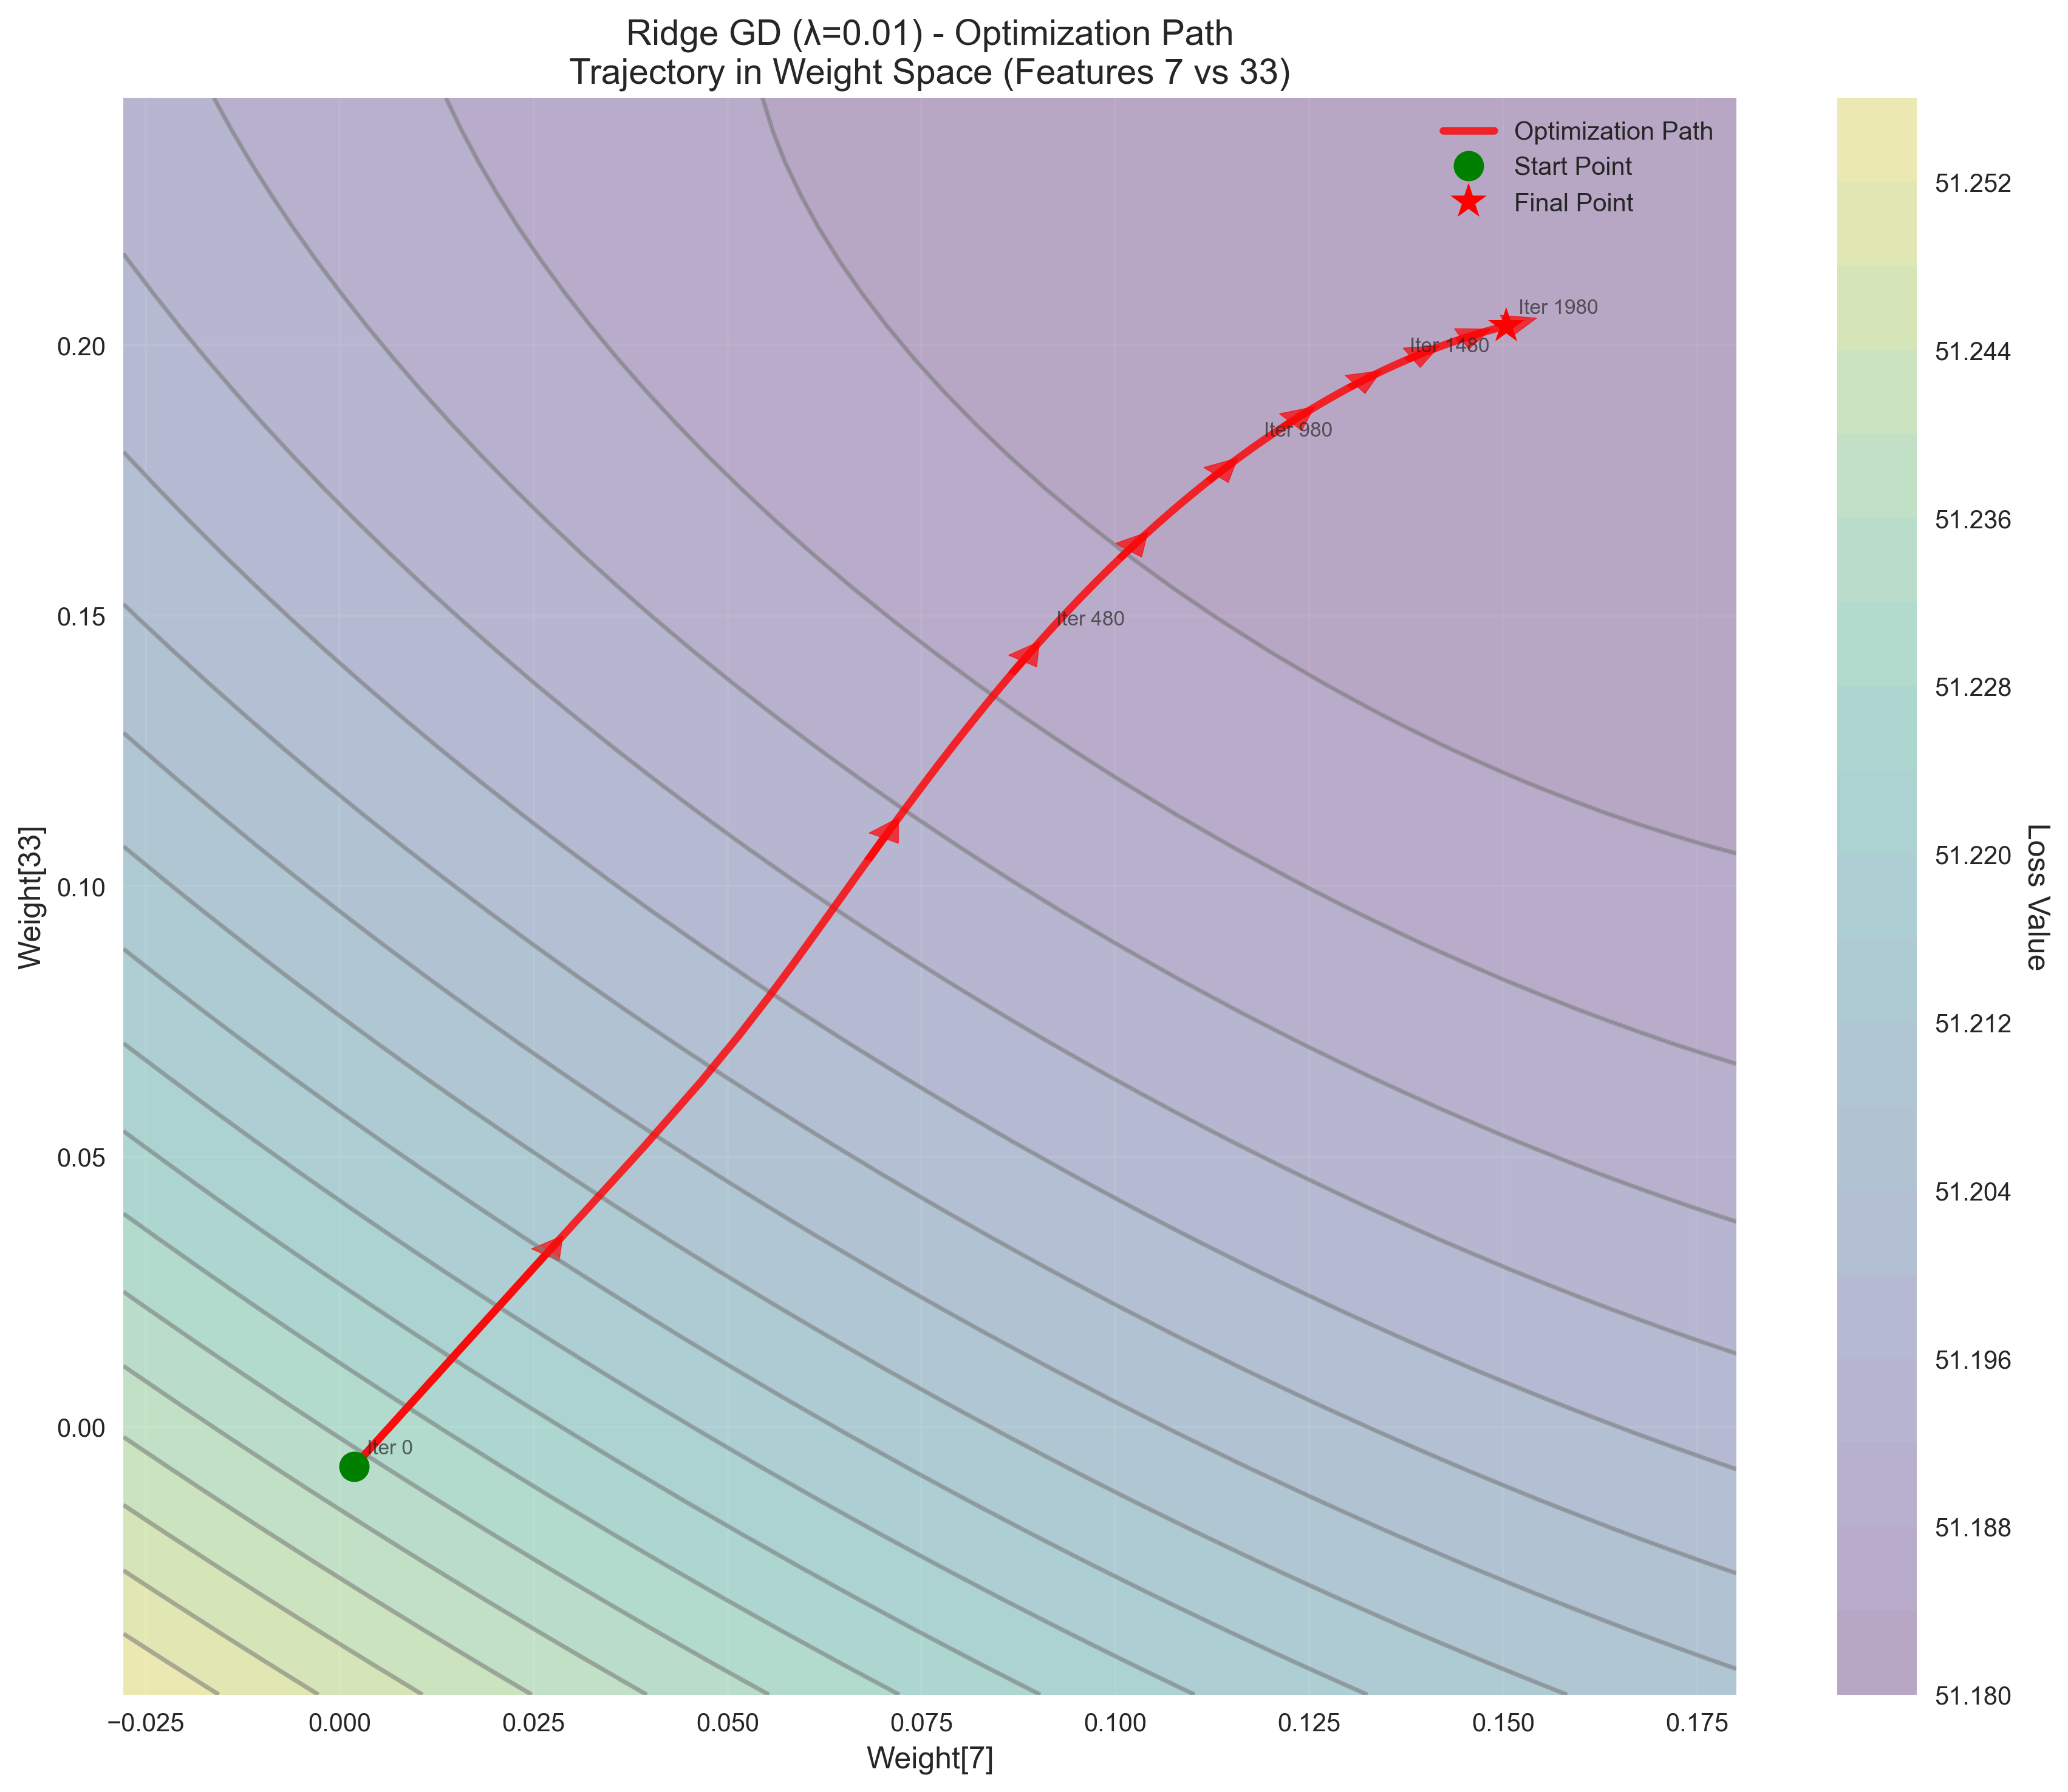 Ridge GD (λ=0.01) - Optimization Path
Trajectory in Weight Space (Features 7 vs 33)
Optimization Path
Start Point
Final Point
Iter 1980
Iter 1480
Iter 980
Iter 480
Iter 0
Weight[33]
0.20
0.15
0.10
0.05
0.00
−0.025 0.000 0.025 0.050 0.075 0.100 0.125 0.150 0.175
Weight[7]
51.252
51.244
51.236
51.228
51.220
51.212
51.204
51.196
51.188
51.180
Loss Value